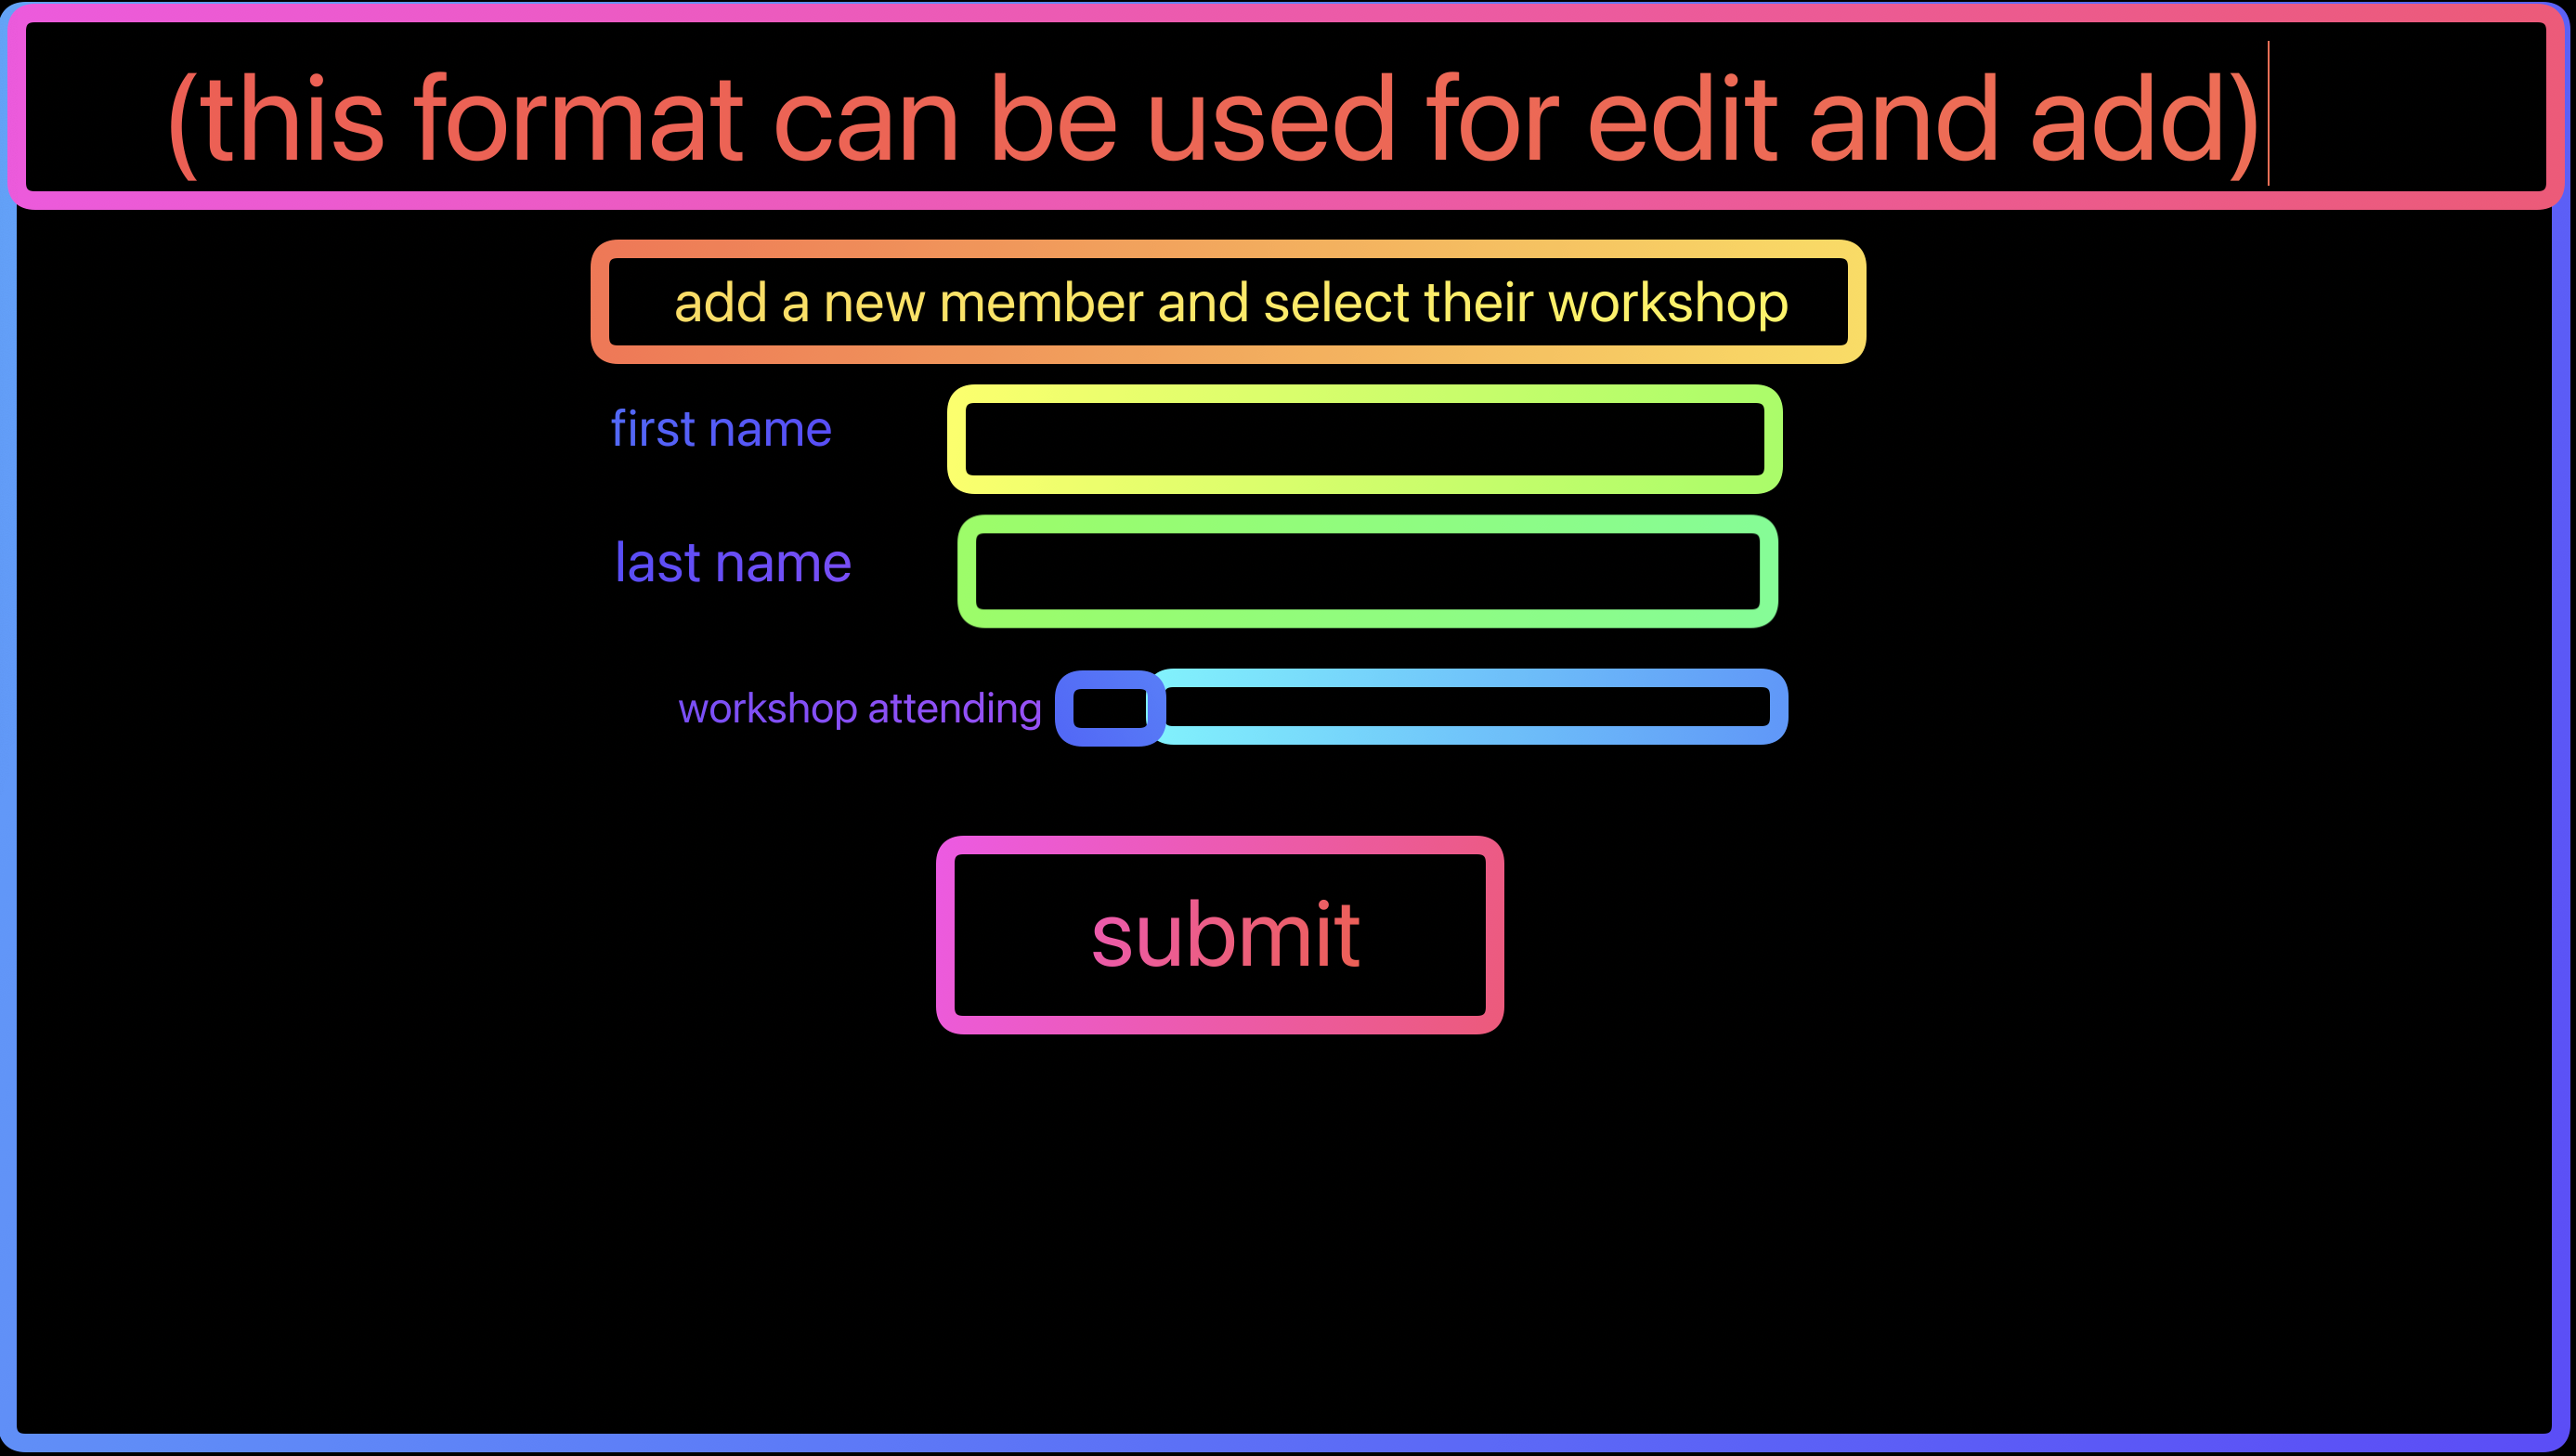 (this format can be used for edit and add)
add a new member and select their workshop
first name
last name
workshop attending
submit